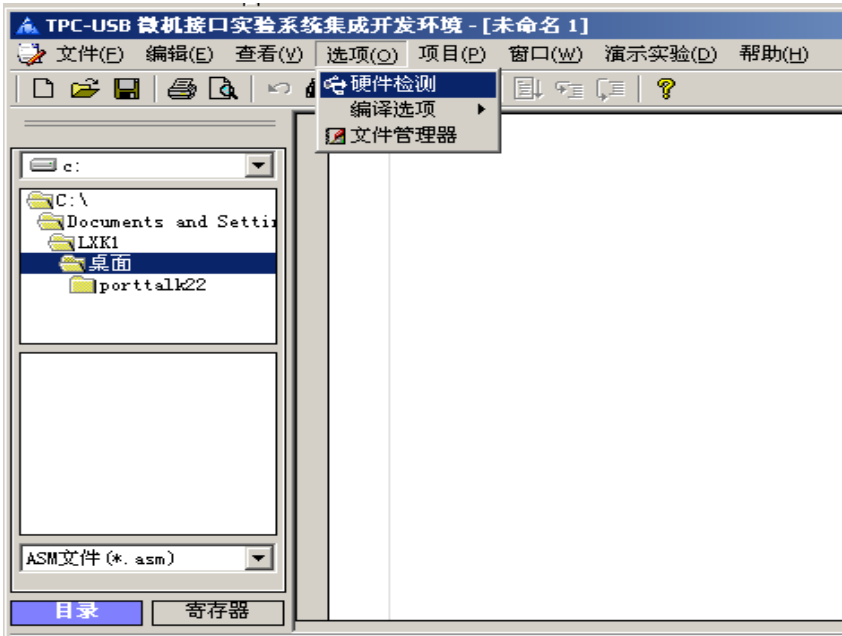 TPC-USB 微机接口实验系统集成开发环境 - [未命名 1]
文件(F) 编辑(E) 查看(V) 选项(O) 项目(P) 窗口(W) 演示实验(D) 帮助(H)
硬件检测
编译选项
文件管理器
c:
C:\
Documents and Settin
LXK1
桌面
porttalk22
ASM文件(*.asm)
目录 寄存器